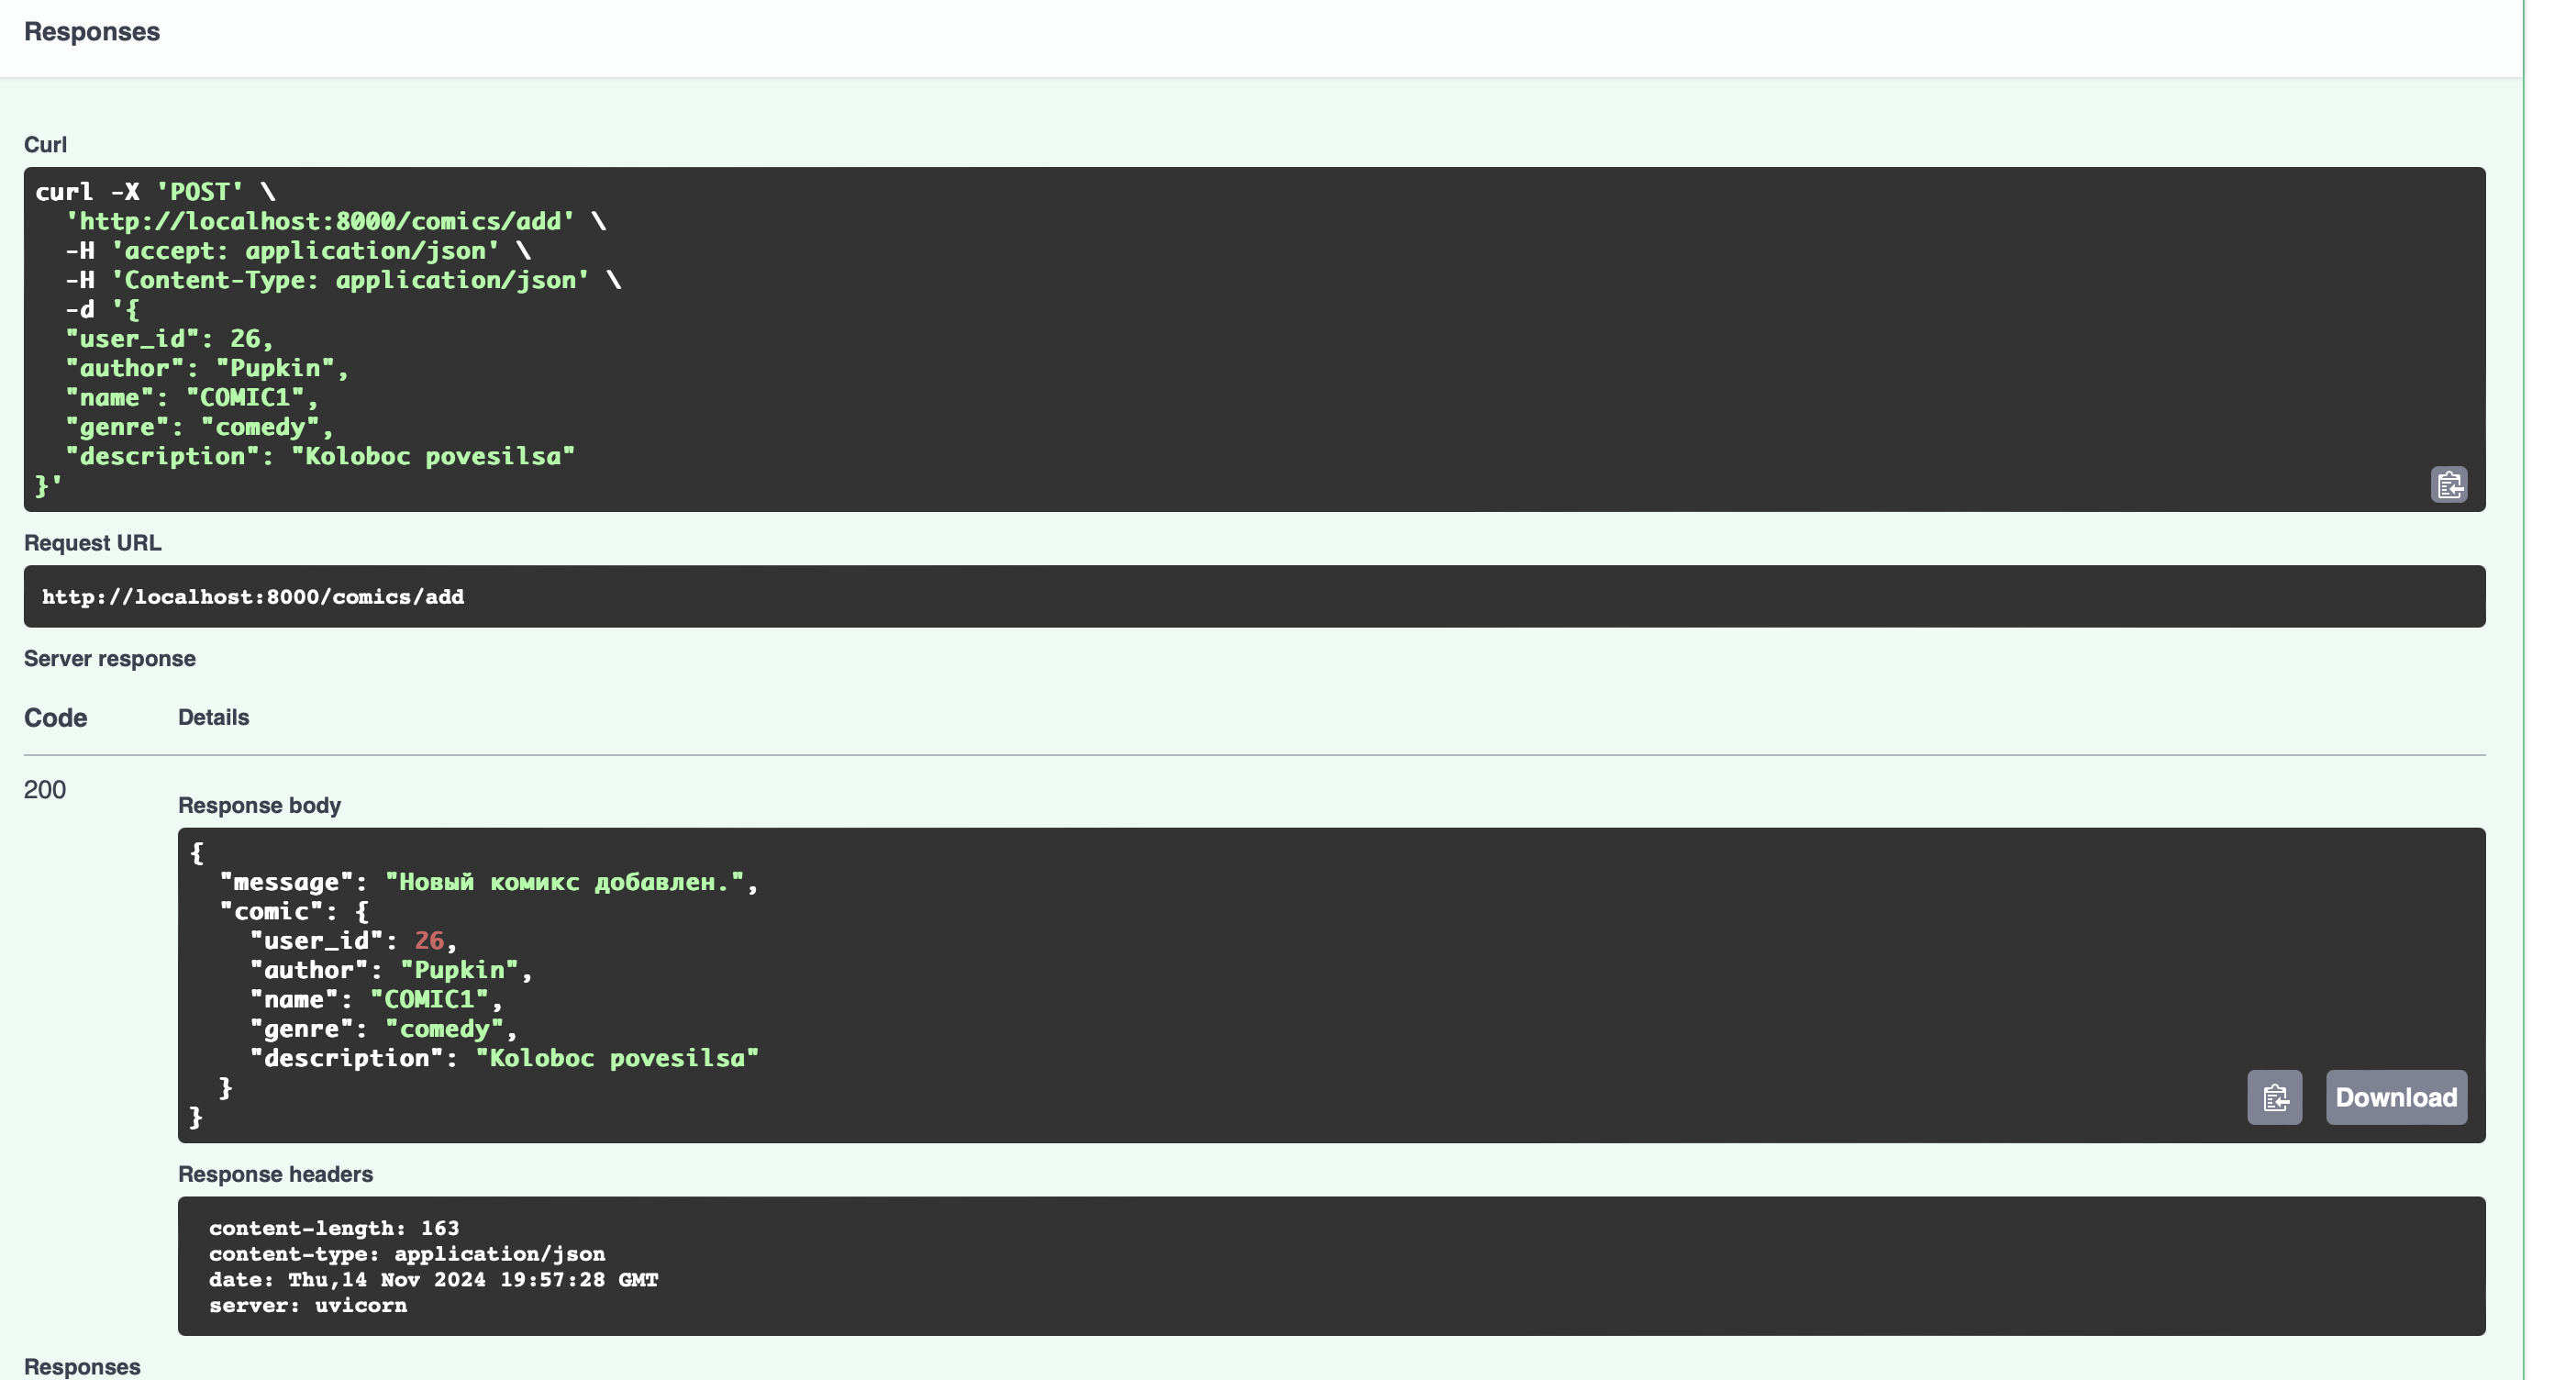 Responses
Curl
curl -X 'POST' \
'http://localhost:8000/comics/add' \
-H 'accept: application/json' \
-H 'Content-Type: application/json' \
-d '{
"user_id": 26,
"author": "Pupkin",
"name": "COMIC1",
"genre": "comedy",
"description": "Koloboc povesilsa"
}'
Request URL
http://localhost:8000/comics/add
Server response
Code Details
200
Response body
{
"message": "Новый комикс добавлен.",
"comic": {
"user_id": 26,
"author": "Pupkin",
"name": "COMIC1",
"genre": "comedy",
"description": "Koloboc povesilsa"
}
}
Download
Response headers
content-length: 163
content-type: application/json
date: Thu,14 Nov 2024 19:57:28 GMT
server: uvicorn
Responses